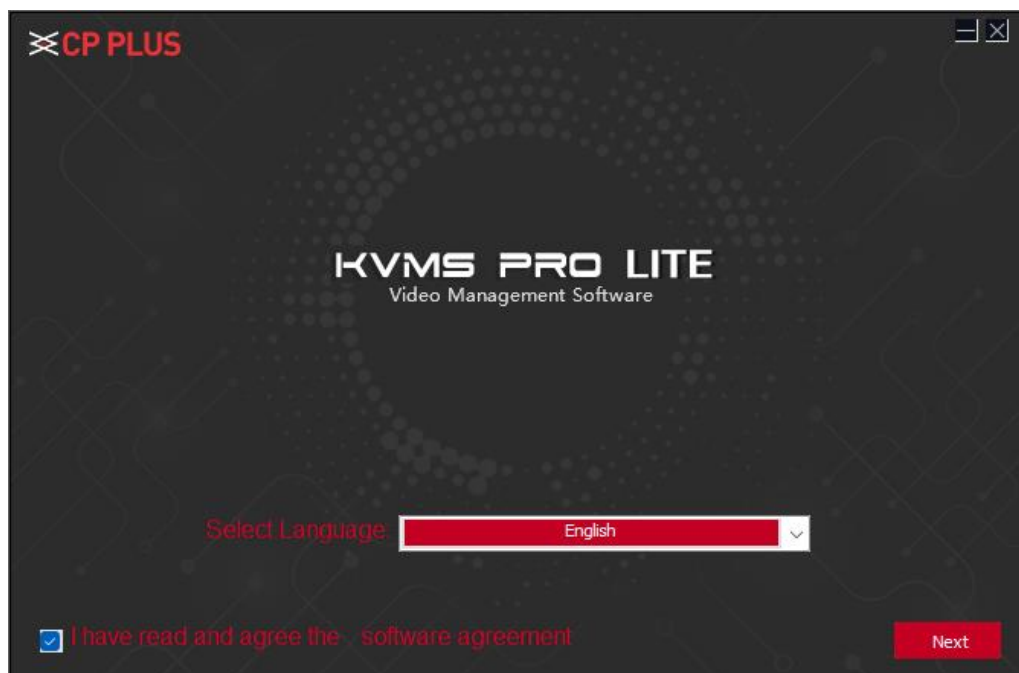 CP PLUS
KVMS PRO LITE
Video Management Software
Select Language
English
I have read and agree the software agreement
Next